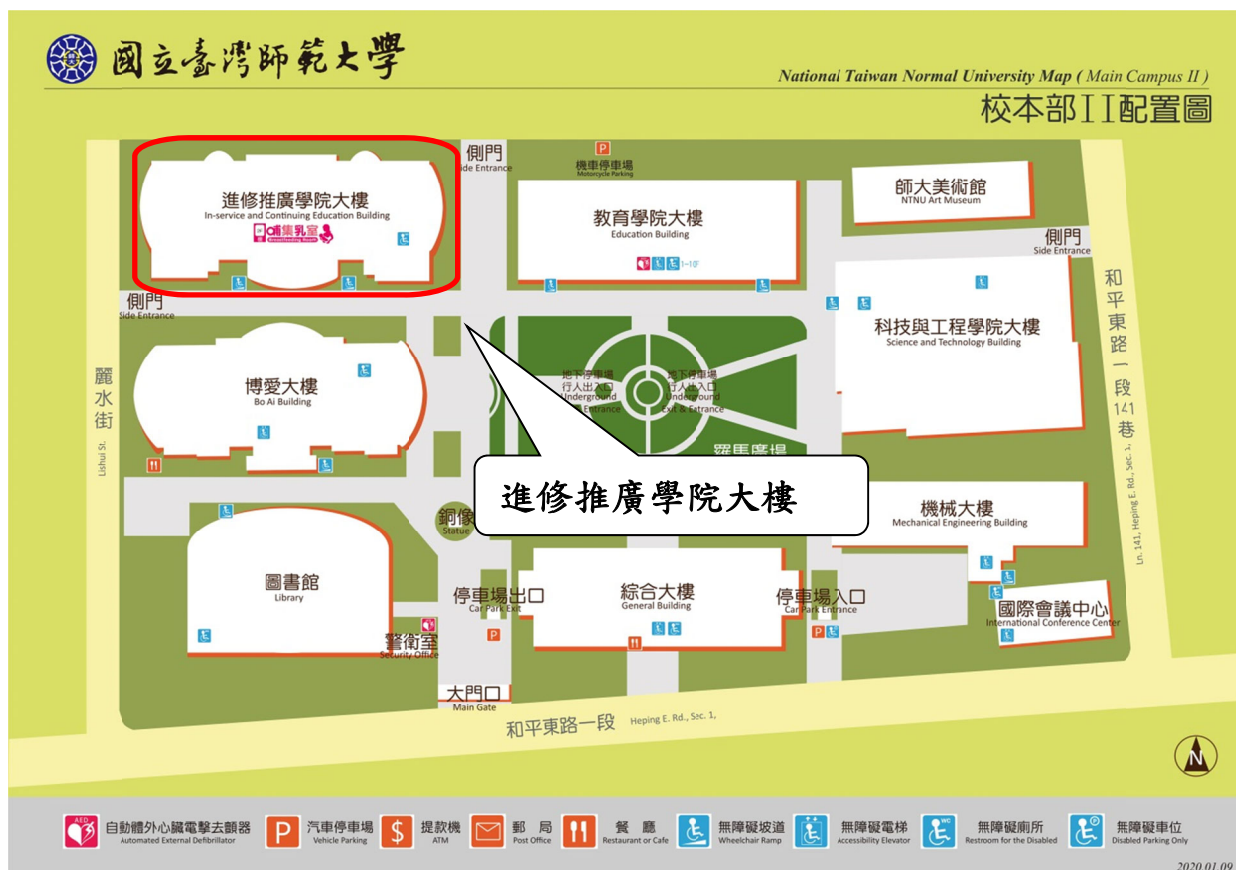 國立臺灣師範大學
National Taiwan Normal University Map ( Main Campus II )
校本部II配置圖
側門
Side Entrance
P
機車停車場
Motorcycle Parking
進修推廣學院大樓
In-service and Continuing Education Building
哺集乳室
Breastfeeding Room
教育學院大樓
Education Building
1-10F
師大美術館
NTNU Art Museum
側門
Side Entrance
側門
Side Entrance
科技與工程學院大樓
Science and Technology Building
和平東路一段141巷
Ln. 141, Heping E. Rd., Sec. 1,
麗水街
Lishui St.
博愛大樓
Bo Ai Building
地下停車場
行人出入口
Underground
Entrance
地下停車場
行人出入口
Underground
Exit & Entrance
羅馬廣場
進修推廣學院大樓
銅像
Statue
機械大樓
Mechanical Engineering Building
圖書館
Library
停車場出口
Car Park Exit
P
綜合大樓
General Building
停車場入口
Car Park Entrance
P
國際會議中心
International Conference Center
警衛室
Security Office
大門口
Main Gate
和平東路一段 Heping E. Rd., Sec. 1,
N
AED
自動體外心臟電擊去顫器
Automated External Defibrillator
P
汽車停車場
Vehicle Parking
$
提款機
ATM
郵局
Post Office
餐廳
Restaurant or Cafe
無障礙坡道
Wheelchair Ramp
無障礙電梯
Accessibility Elevator
WC
無障礙廁所
Restroom for the Disabled
P
無障礙車位
Disabled Parking Only
2020.01.09